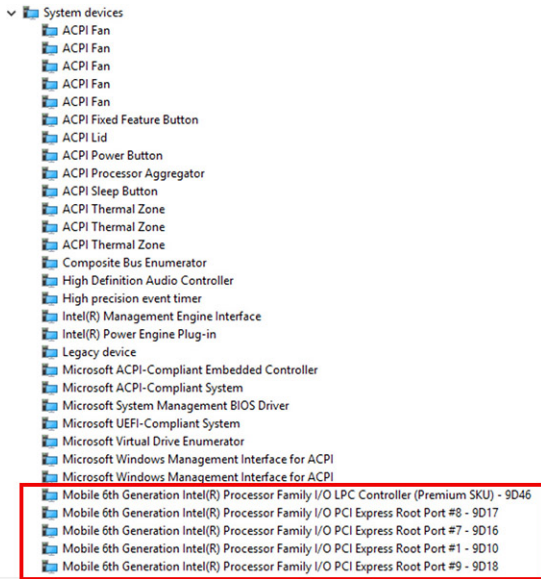 System devices
ACPI Fan
ACPI Fan
ACPI Fan
ACPI Fan
ACPI Fan
ACPI Fixed Feature Button
ACPI Lid
ACPI Power Button
ACPI Processor Aggregator
ACPI Sleep Button
ACPI Thermal Zone
ACPI Thermal Zone
ACPI Thermal Zone
Composite Bus Enumerator
High Definition Audio Controller
High precision event timer
Intel(R) Management Engine Interface
Intel(R) Power Engine Plug-in
Legacy device
Microsoft ACPI-Compliant Embedded Controller
Microsoft ACPI-Compliant System
Microsoft System Management BIOS Driver
Microsoft UEFI-Compliant System
Microsoft Virtual Drive Enumerator
Microsoft Windows Management Interface for ACPI
Microsoft Windows Management Interface for ACPI
Mobile 6th Generation Intel(R) Processor Family I/O LPC Controller (Premium SKU) - 9D46
Mobile 6th Generation Intel(R) Processor Family I/O PCI Express Root Port #8 - 9D17
Mobile 6th Generation Intel(R) Processor Family I/O PCI Express Root Port #7 - 9D16
Mobile 6th Generation Intel(R) Processor Family I/O PCI Express Root Port #1 - 9D10
Mobile 6th Generation Intel(R) Processor Family I/O PCI Express Root Port #9 - 9D18